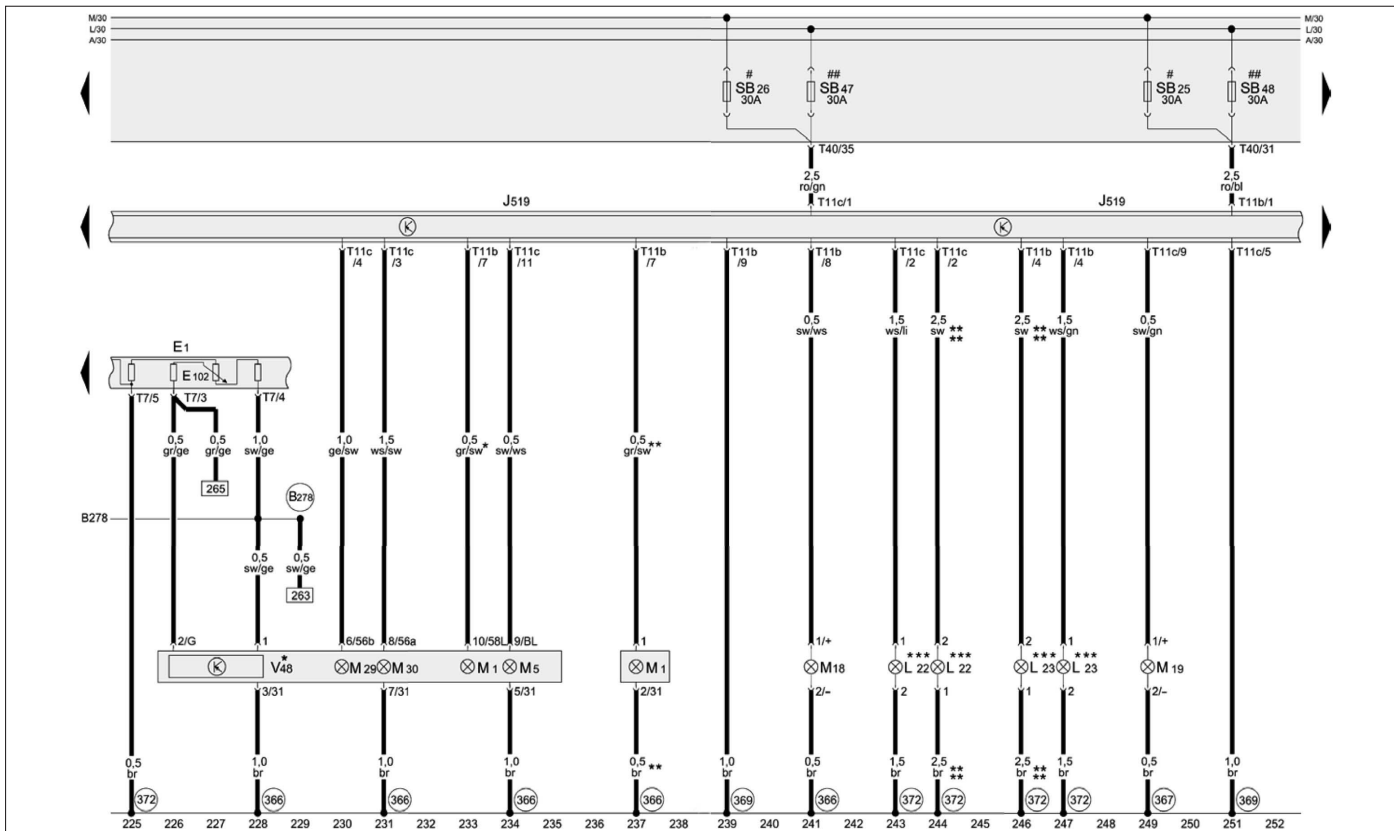 M/30 M/30
L/30 L/30
A/30 A/30
# ## # ##
SB 26 SB 47 SB 25 SB 48
30A 30A 30A 30A
T40/35 T40/31
2,5 2,5
ro/gn ro/bl
J519 T11c/1 J519 T11b/1
K K
T11c T11c T11b T11c T11b T11b T11b T11c T11c T11b T11b T11c/9 T11c/5
/4 /3 /7 /11 /7 /9 /8 /2 /2 /4 /4
0,5 1,5 2,5 2,5 1,5 0,5
sw/ws ws/li sw ** sw ** ws/gn sw/gn
** **
E1
E 102
T7/5 T7/3 T7/4
0,5 0,5 1,0 1,0 1,5 0,5 0,5 0,5
gr/ge gr/ge sw/ge ge/sw ws/sw gr/sw* sw/ws gr/sw**
265
B278
B278
0,5 0,5
sw/ge sw/ge
263
2/G 1 6/56b 8/56a 10/58L 9/BL 1 1/+ 1 2 2 1 1/+
* *** *** *** ***
K V48 M 29 M 30 M 1 M 5 M 1 M18 L 22 L 22 L 23 L 23 M 19
3/31 7/31 5/31 2/31 2/– 2 1 1 2 2/–
0,5 1,0 1,0 1,0 0,5 ** 1,0 0,5 1,5 2,5 ** 2,5 ** 1,5 0,5 1,0
br br br br br br br br br ** br ** br br br
372 366 366 366 366 369 366 372 372 372 372 367 369
225 226 227 228 229 230 231 232 233 234 235 236 237 238 239 240 241 242 243 244 245 246 247 248 249 250 251 252